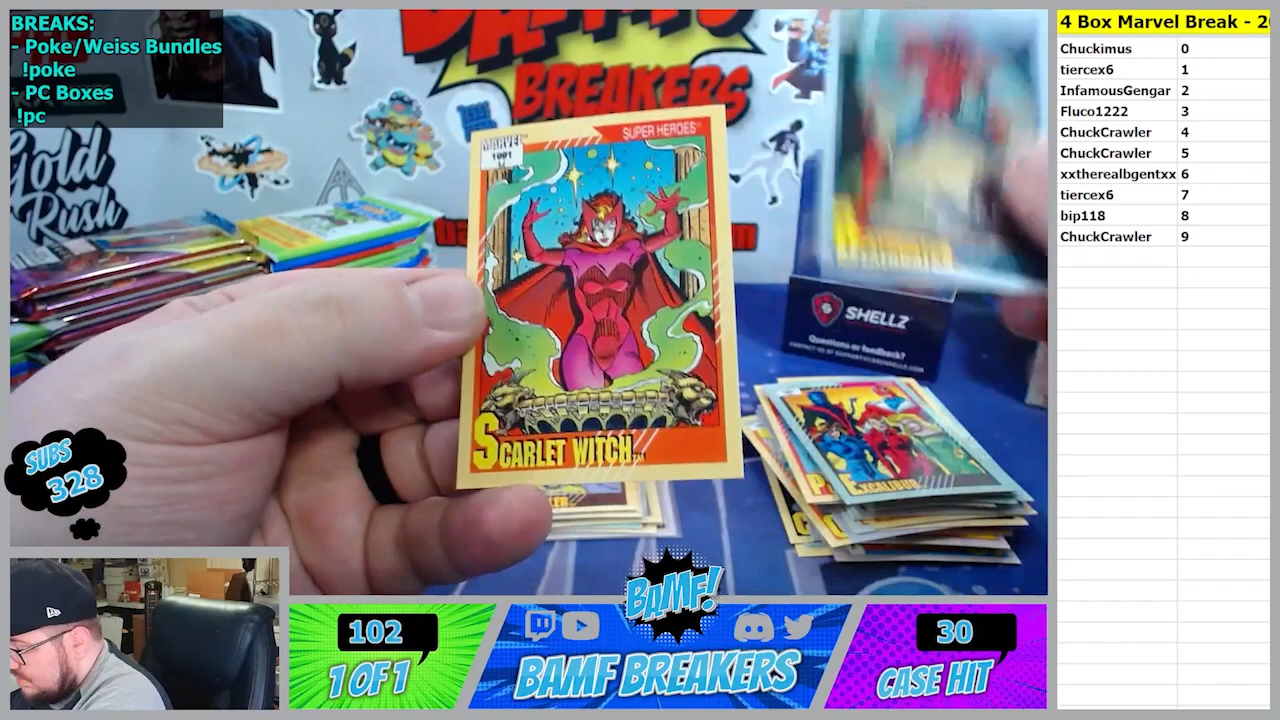 BREAKS:
- Poke/Weiss Bundles
!poke
- PC Boxes
!pc
Gold
Rush
BREAKERS
MARVEL
1991
SUPER HEROES
SCARLET WITCH
SHELLZ
Questions or feedback?
EXCALIBUR
SUBS
328
102
1 OF 1
BAMF!
BAMF BREAKERS
30
CASE HIT
4 Box Marvel Break - 20
Chuckimus 0
tiercex6 1
InfamousGengar 2
Fluco1222 3
ChuckCrawler 4
ChuckCrawler 5
xxtherealbgentxx 6
tiercex6 7
bip118 8
ChuckCrawler 9